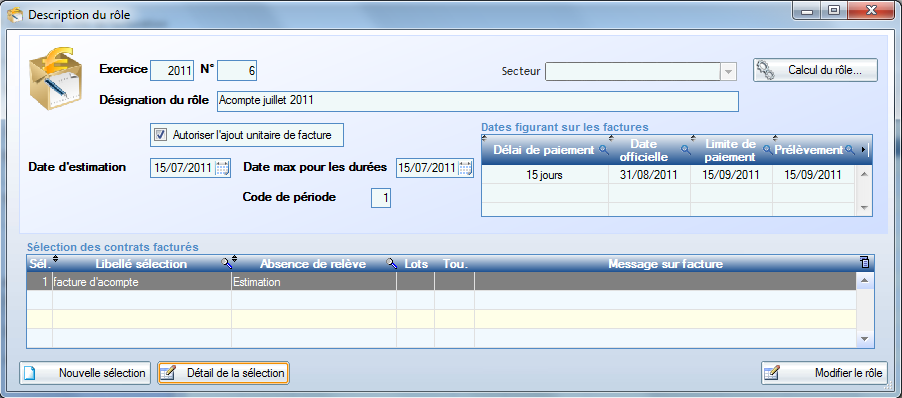 Description du rôle
Exercice 2011 N° 6 Secteur Calcul du rôle...
Désignation du rôle Acompte juillet 2011
Autoriser l'ajout unitaire de facture
Dates figurant sur les factures
Délai de paiement Date officielle Limite de paiement Prélèvement
15 jours 31/08/2011 15/09/2011 15/09/2011
Date d'estimation 15/07/2011 Date max pour les durées 15/07/2011
Code de période 1
Sélection des contrats facturés
Sél. Libellé sélection Absence de relève Lots Tou. Message sur facture
1 facture d'acompte Estimation
Nouvelle sélection Détail de la sélection Modifier le rôle